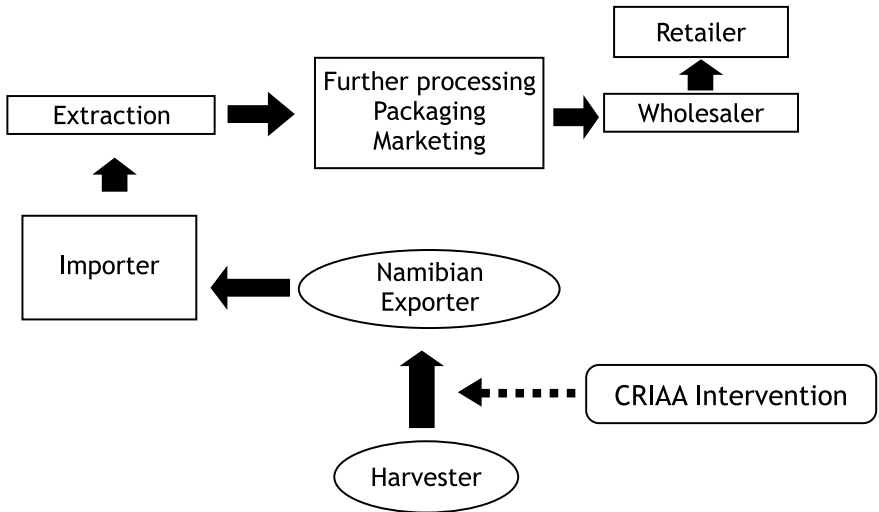 Retailer
Further processing
Packaging
Marketing
Extraction
Wholesaler
Importer
Namibian
Exporter
CRIAA Intervention
Harvester